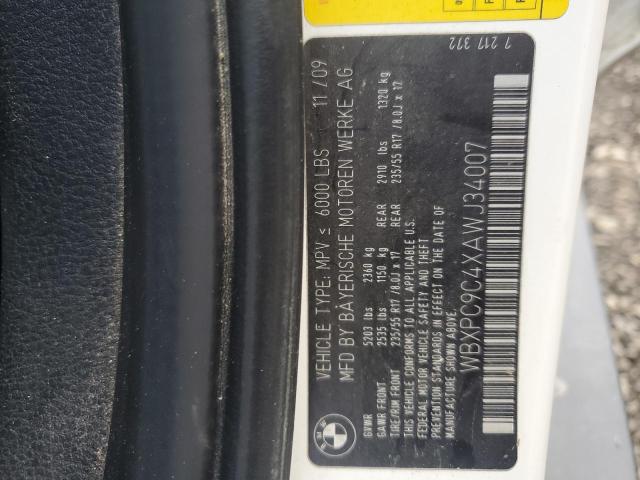 VEHICLE TYPE: MPV ≤ 6000 LBS 11/09
MFD BY BAYERISCHE MOTOREN WERKE AG
GVWR 5203 lbs 2360 kg
GAWR FRONT 2535 lbs 1150 kg REAR 2910 lbs 1320 kg
TIRE/RIM FRONT 235/55 R17 /8.0J x 17 REAR 235/55 R17 /8.0J x 17
THIS VEHICLE CONFORMS TO ALL APPLICABLE U.S.
FEDERAL MOTOR VEHICLE SAFETY AND THEFT
PREVENTION STANDARDS IN EFFECT ON THE DATE OF
MANUFACTURE SHOWN ABOVE.
WBXPC9C4XAWJ34007
7 217 372
BMW